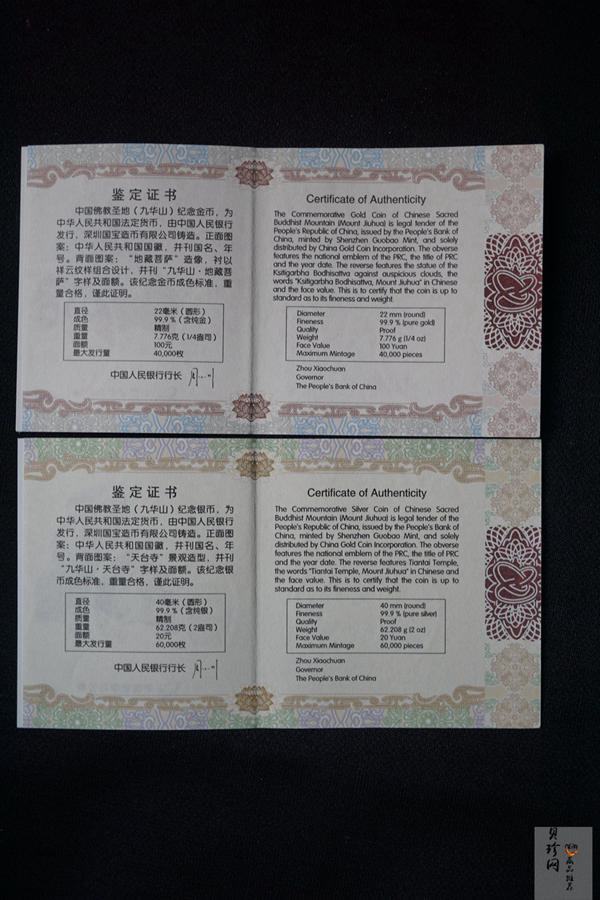 鉴定证书
中国佛教圣地（九华山）纪念金币，为
中华人民共和国法定货币，由中国人民银行
发行，深圳国宝造币有限公司铸造。正面图
案：中华人民共和国国徽，并刊国名、年
号。背面图案：“地藏菩萨”造像，衬以
祥云纹样组合设计，并刊“九华山·地藏菩
萨”字样及面额。该纪念金币成色标准，重
量合格，谨此证明。
直径 22毫米（圆形）
成色 99.9％（含纯金）
质量 精制
重量 7.776克（1/4盎司）
面额 100元
最大发行量 40,000枚
中国人民银行行长
Certificate of Authenticity
The Commemorative Gold Coin of Chinese Sacred
Buddhist Mountain (Mount Jiuhua) is legal tender of the
People's Republic of China, issued by the People's Bank of
China, minted by Shenzhen Guobao Mint, and solely
distributed by China Gold Coin Incorporation. The obverse
features the national emblem of the PRC, the title of PRC
and the year date. The reverse features the statue of the
Ksitigarbha Bodhisattva against auspicious clouds, the
words "Ksitigarbha Bodhisattva, Mount Jiuhua" in Chinese
and the face value. This is to certify that the coin is up to
standard as to its fineness and weight.
Diameter 22 mm (round)
Fineness 99.9 % (pure gold)
Quality Proof
Weight 7.776 g (1/4 oz)
Face Value 100 Yuan
Maximum Mintage 40,000 pieces
Zhou Xiaochuan
Governor
The People's Bank of China
鉴定证书
中国佛教圣地（九华山）纪念银币，为
中华人民共和国法定货币，由中国人民银行
发行，深圳国宝造币有限公司铸造。正面图
案：中华人民共和国国徽，并刊国名、年
号。背面图案：“天台寺”景观造型，并刊
“九华山·天台寺”字样及面额。该纪念银
币成色标准，重量合格，谨此证明。
直径 40毫米（圆形）
成色 99.9％（含纯银）
质量 精制
重量 62.208克（2盎司）
面额 20元
最大发行量 60,000枚
中国人民银行行长
Certificate of Authenticity
The Commemorative Silver Coin of Chinese Sacred
Buddhist Mountain (Mount Jiuhua) is legal tender of the
People's Republic of China, issued by the People's Bank of
China, minted by Shenzhen Guobao Mint, and solely
distributed by China Gold Coin Incorporation. The obverse
features the national emblem of the PRC, the title of PRC
and the year date. The reverse features Tiantai Temple,
the words "Tiantai Temple, Mount Jiuhua" in Chinese and
the face value. This is to certify that the coin is up to
standard as to its fineness and weight.
Diameter 40 mm (round)
Fineness 99.9 % (pure silver)
Quality Proof
Weight 62.208 g (2 oz)
Face Value 20 Yuan
Maximum Mintage 60,000 pieces
Zhou Xiaochuan
Governor
The People's Bank of China
贝珍网